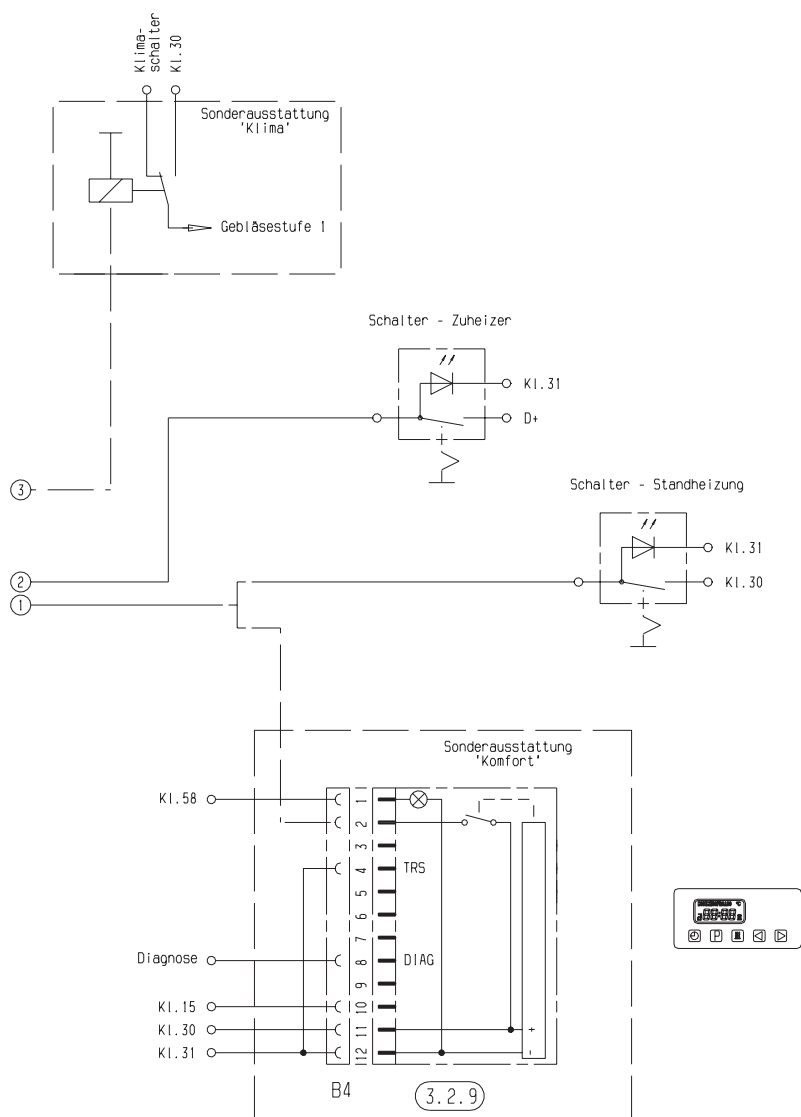 Klima-
schalter
Kl.30
Sonderausstattung
'Klima'
Gebläsestufe 1
Schalter - Zuheizer
Kl.31
D+
3
Schalter - Standheizung
Kl.31
2
Kl.30
1
Sonderausstattung
'Komfort'
Kl.58
1
2
3
4
TRS
5
6
7
Diagnose
8
DIAG
9
Kl.15
10
Kl.30
11
+
Kl.31
12
-
B4
3.2.9
P